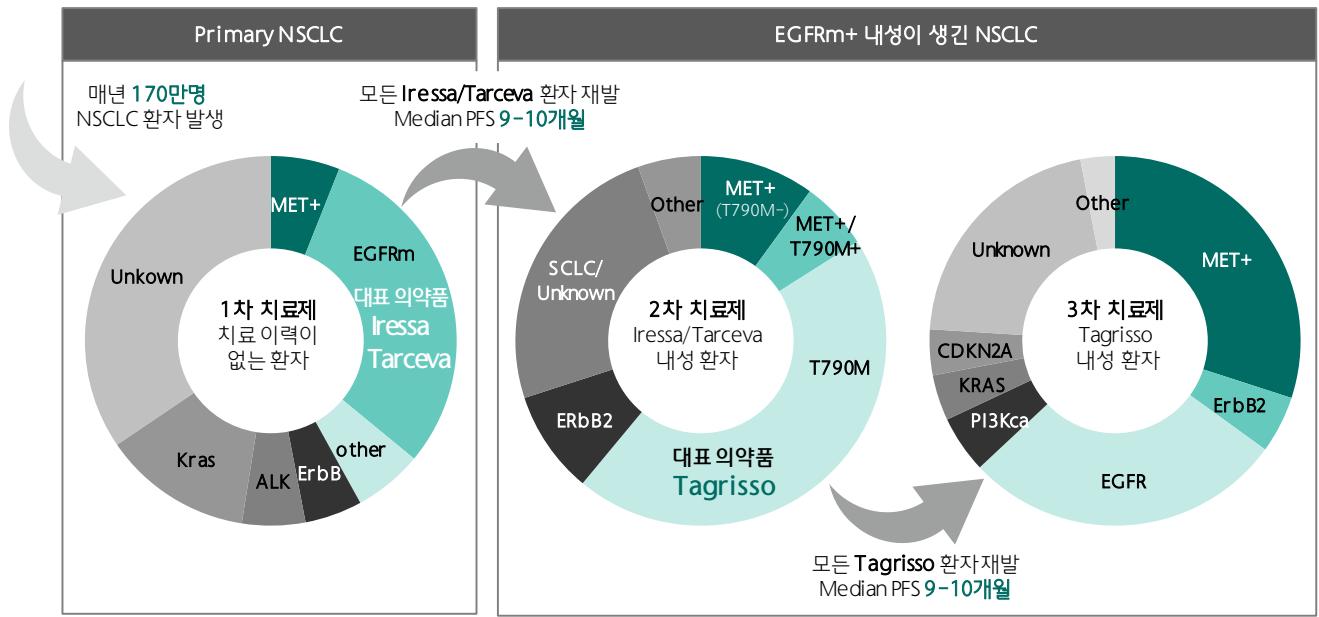 Primary NSCLC
매년 170만명
NSCLC 환자 발생
MET+
EGFRm
대표 의약품
Iressa
Tarceva
other
ErbB
ALK
Kras
Unkown
1차 치료제
치료 이력이
없는 환자
EGFRm+ 내성이 생긴 NSCLC
모든 Iressa/Tarceva 환자 재발
Median PFS 9-10개월
MET+
(T790M-)
MET+/
T790M+
T790M
대표 의약품
Tagrisso
ERbB2
SCLC/
Unknown
Other
2차 치료제
Iressa/Tarceva
내성 환자
모든 Tagrisso 환자 재발
Median PFS 9-10개월
MET+
ErbB2
EGFR
PI3Kca
KRAS
CDKN2A
Unknown
Other
3차 치료제
Tagrisso
내성 환자